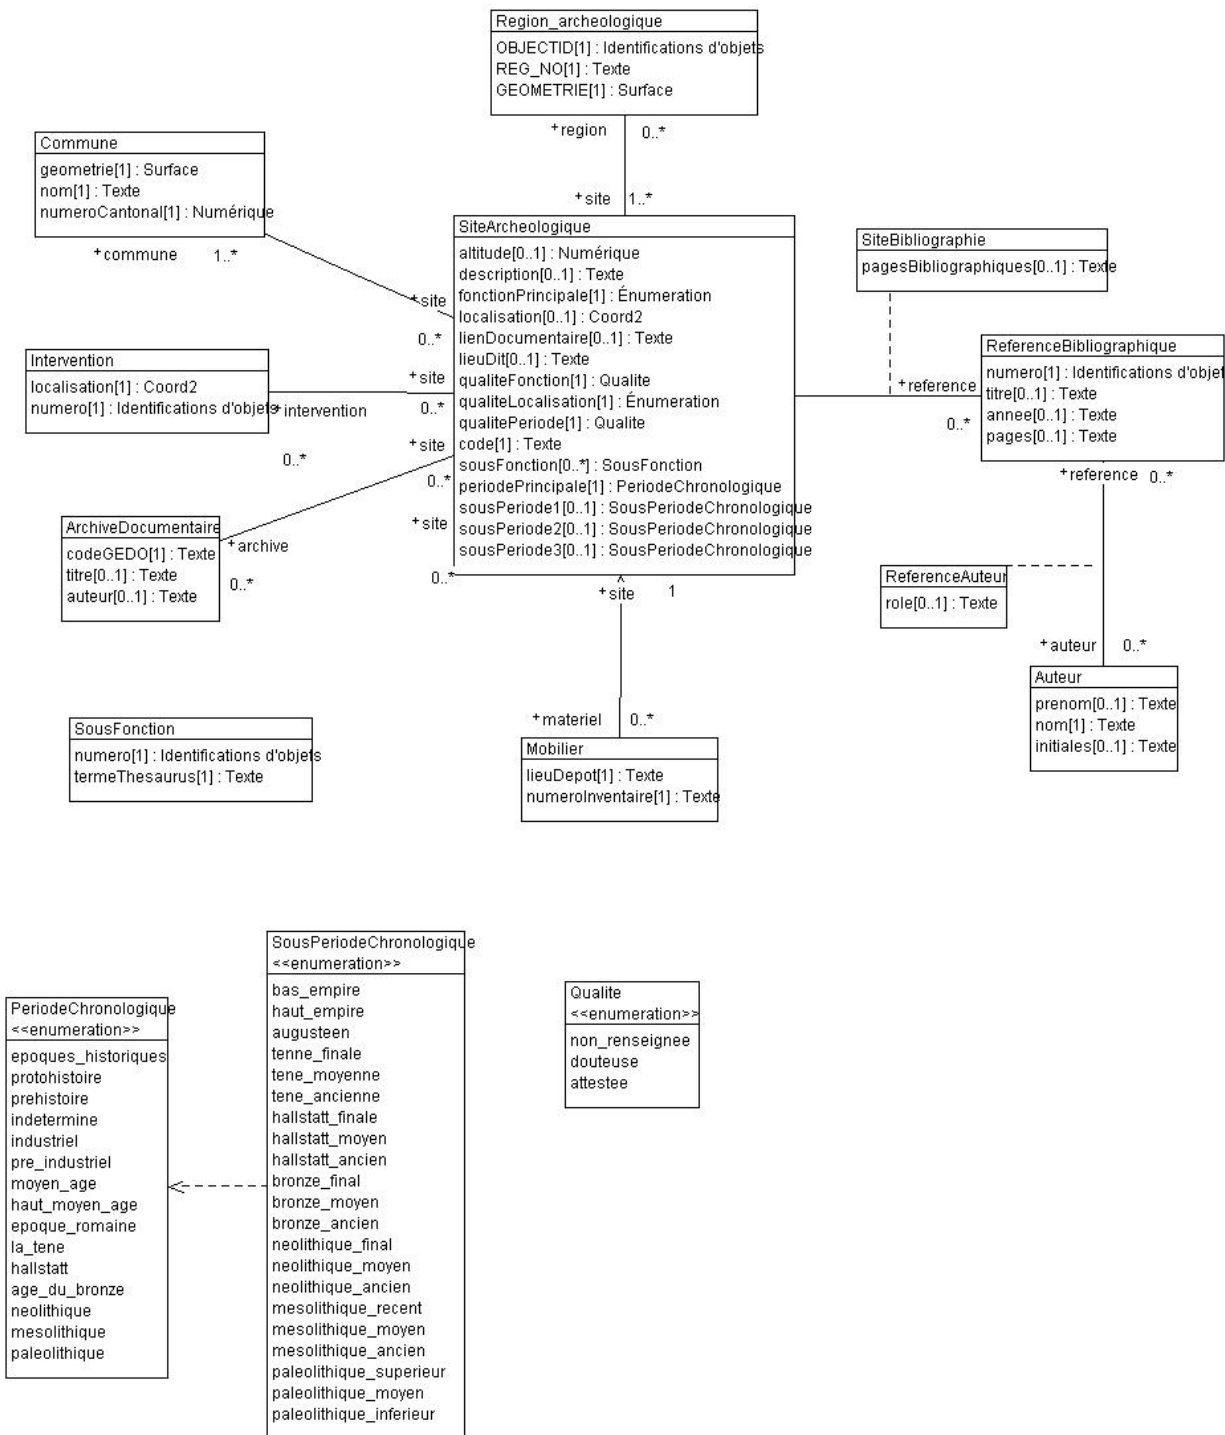 Region_archeologique
OBJECTID[1] : Identifications d'objets
REG_NO[1] : Texte
GEOMETRIE[1] : Surface
+region 0..*
Commune
geometrie[1] : Surface
nom[1] : Texte
numeroCantonal[1] : Numérique
+commune 1..*
+site 1..*
SiteArcheologique
altitude[0..1] : Numérique
description[0..1] : Texte
fonctionPrincipale[1] : Énumeration
localisation[0..1] : Coord2
lienDocumentaire[0..1] : Texte
lieuDit[0..1] : Texte
qualiteFonction[1] : Qualite
qualiteLocalisation[1] : Énumeration
qualitePeriode[1] : Qualite
code[1] : Texte
sousFonction[0..*] : SousFonction
periodePrincipale[1] : PeriodeChronologique
sousPeriode1[0..1] : SousPeriodeChronologique
sousPeriode2[0..1] : SousPeriodeChronologique
sousPeriode3[0..1] : SousPeriodeChronologique
+site
0..*
SiteBibliographie
pagesBibliographiques[0..1] : Texte
Intervention
localisation[1] : Coord2
numero[1] : Identifications d'objets
+intervention
0..*
+site
0..*
ReferenceBibliographique
numero[1] : Identifications d'objet
titre[0..1] : Texte
annee[0..1] : Texte
pages[0..1] : Texte
+reference
0..*
+site
0..*
+reference 0..*
ArchiveDocumentaire
codeGEDO[1] : Texte
titre[0..1] : Texte
auteur[0..1] : Texte
+archive
0..*
+site
0..*
+site 1
ReferenceAuteur
role[0..1] : Texte
+auteur 0..*
Auteur
prenom[0..1] : Texte
nom[1] : Texte
initiales[0..1] : Texte
SousFonction
numero[1] : Identifications d'objets
termeThesaurus[1] : Texte
+materiel 0..*
Mobilier
lieuDepot[1] : Texte
numeroInventaire[1] : Texte
PeriodeChronologique
<<enumeration>>
epoques_historiques
protohistoire
prehistoire
indetermine
industriel
pre_industriel
moyen_age
haut_moyen_age
epoque_romaine
la_tene
hallstatt
age_du_bronze
neolithique
mesolithique
paleolithique
SousPeriodeChronologique
<<enumeration>>
bas_empire
haut_empire
augusteen
tenne_finale
tene_moyenne
tene_ancienne
hallstatt_finale
hallstatt_moyen
hallstatt_ancien
bronze_final
bronze_moyen
bronze_ancien
neolithique_final
neolithique_moyen
neolithique_ancien
mesolithique_recent
mesolithique_moyen
mesolithique_ancien
paleolithique_superieur
paleolithique_moyen
paleolithique_inferieur
Qualite
<<enumeration>>
non_renseignee
douteuse
attestee